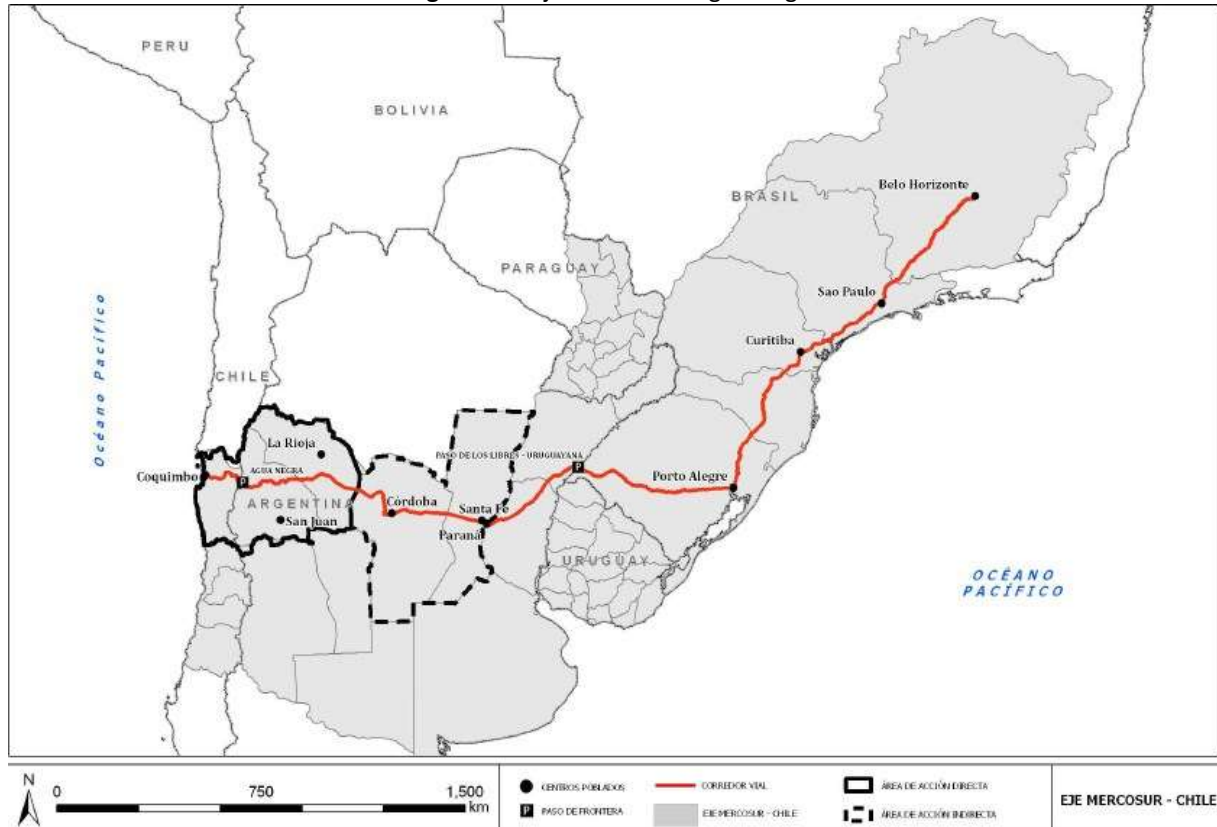 PERU
BOLIVIA
BRASIL
Belo Horizonte
PARAGUAY
Sao Paulo
Curitiba
Océano Pacífico
CHILE
La Rioja
PASO DE LOS LIBRES - URUGUAYANA
Coquimbo
AGUA NEGRA
P
P
Porto Alegre
ARGENTINA
Córdoba
Santa Fé
San Juan
Paraná
URUGUAY
OCÉANO
PACÍFICO
N
0 750 1,500
km
CENTROS POBLADOS
P PASO DE FRONTERA
CORREDOR VIAL
EJE MERCOSUR - CHILE
ÁREA DE ACCIÓN DIRECTA
ÁREA DE ACCIÓN INDIRECTA
EJE MERCOSUR - CHILE